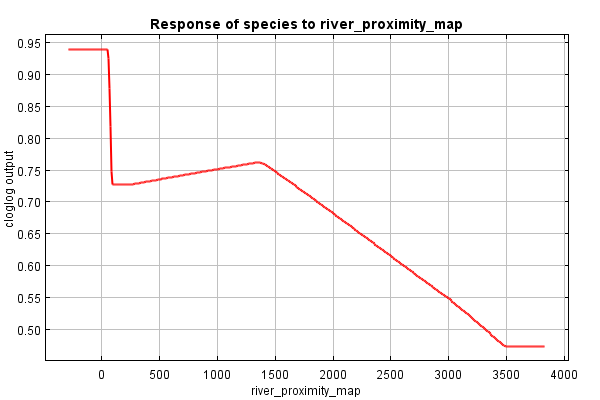 Response of species to river_proximity_map
cloglog output
0.95
0.90
0.85
0.80
0.75
0.70
0.65
0.60
0.55
0.50
0 500 1000 1500 2000 2500 3000 3500 4000
river_proximity_map